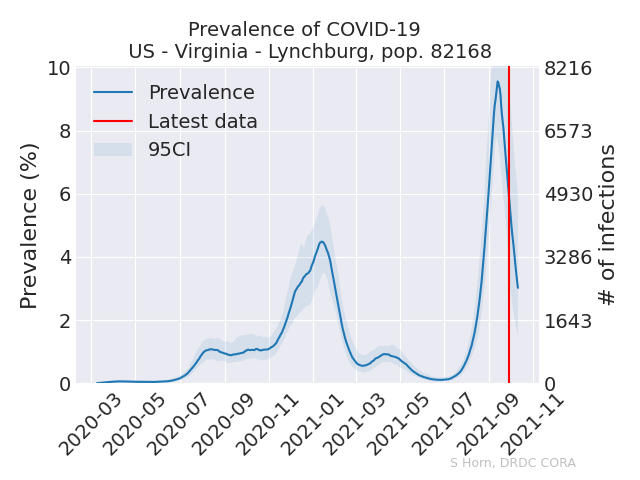 Prevalence of COVID-19
US - Virginia - Lynchburg, pop. 82168
Prevalence
Latest data
95CI
Prevalence (%)
10
8
6
4
2
0
8216
6573
4930
3286
1643
0
# of infections
2020-03
2020-05
2020-07
2020-09
2020-11
2021-01
2021-03
2021-05
2021-07
2021-09
2021-11
S Horn, DRDC CORA